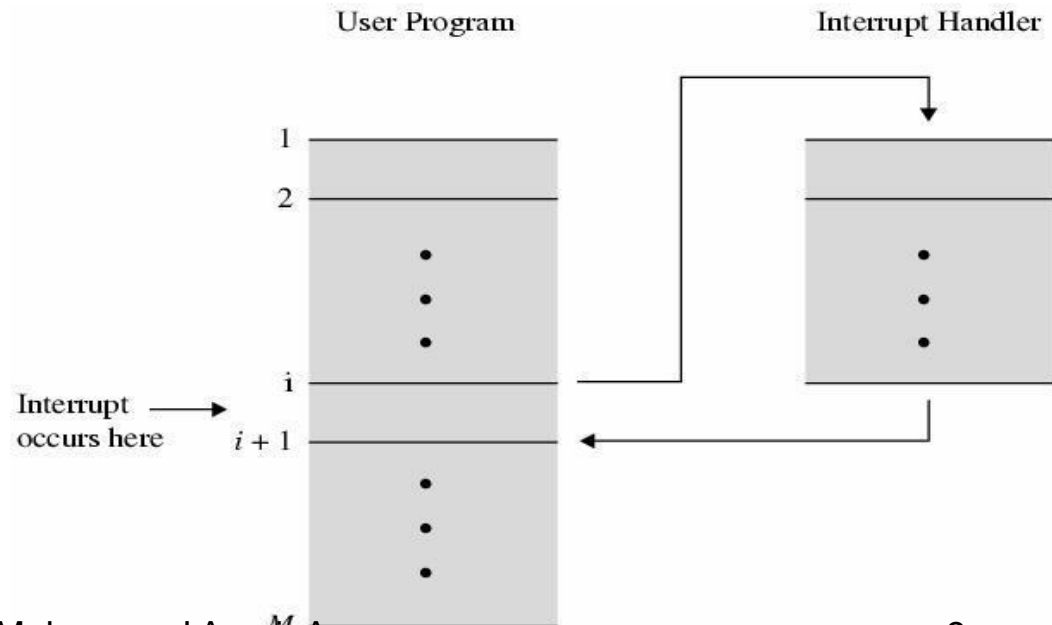 User Program
Interrupt Handler
1
2
i
Interrupt
occurs here
i + 1
M